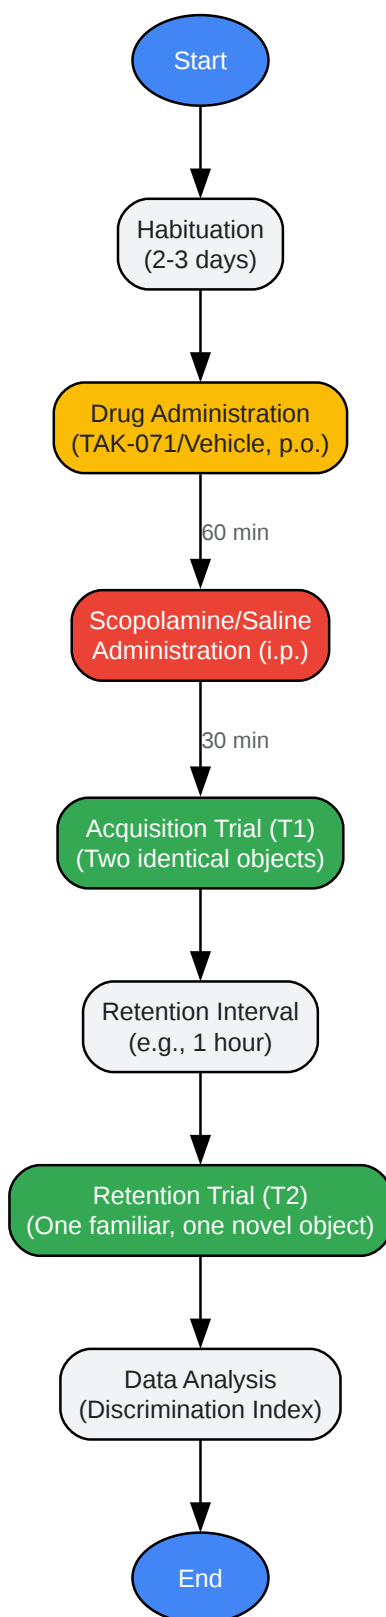 Start
Habituation
(2-3 days)
Drug Administration
(TAK-071/Vehicle, p.o.)
60 min
Scopolamine/Saline
Administration (i.p.)
30 min
Acquisition Trial (T1)
(Two identical objects)
Retention Interval
(e.g., 1 hour)
Retention Trial (T2)
(One familiar, one novel object)
Data Analysis
(Discrimination Index)
End